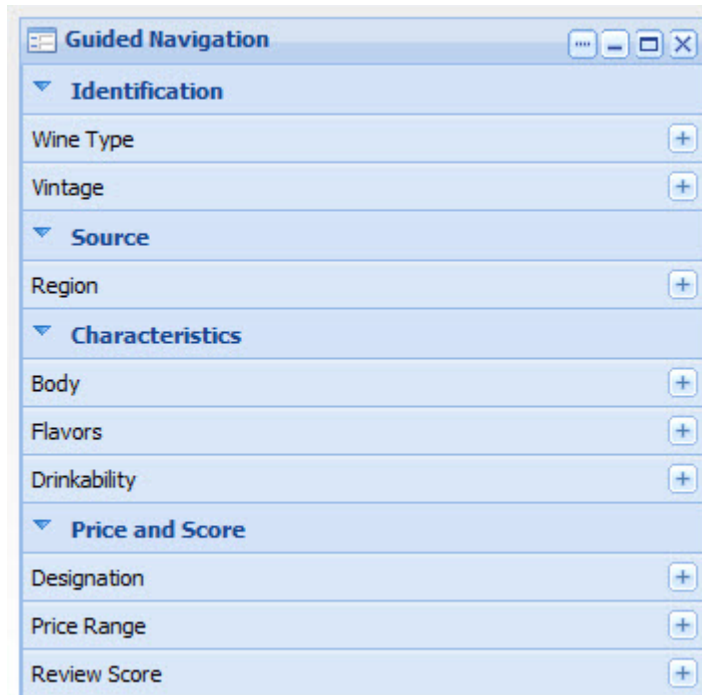 Guided Navigation
Identification
Wine Type
Vintage
Source
Region
Characteristics
Body
Flavors
Drinkability
Price and Score
Designation
Price Range
Review Score